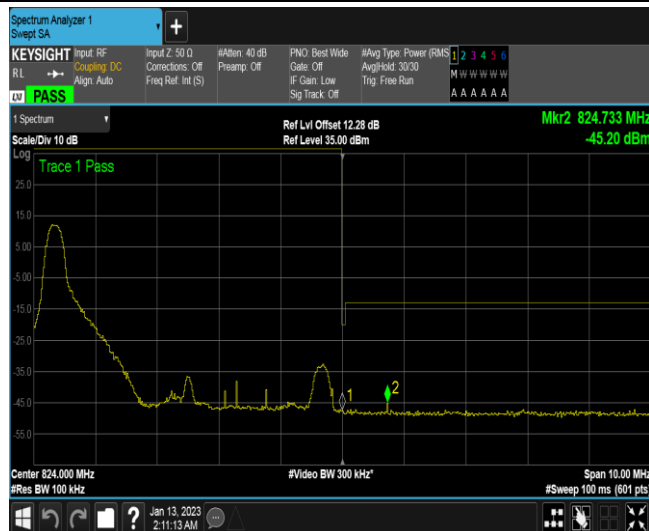 Spectrum Analyzer 1
Swept SA
KEYSIGHT
RL
PASS
Input: RF
Coupling: DC
Align: Auto
Input Z: 50 Ω
Corrections: Off
Freq Ref: Int (S)
#Atten: 40 dB
Preamp: Off
PNO: Best Wide
Gate: Off
IF Gain: Low
Sig Track: Off
#Avg Type: Power (RMS
Avg|Hold: 30/30
Trig: Free Run
1 2 3 4 5 6
M W W W W W
A A A A A A
1 Spectrum
Scale/Div 10 dB
Ref Lvl Offset 12.28 dB
Ref Level 35.00 dBm
Mkr2 824.733 MHz
-45.20 dBm
Log
Trace 1 Pass
25.0
15.0
5.00
-5.00
-15.0
-25.0
-35.0
-45.0
-55.0
1
2
Center 824.000 MHz
#Res BW 100 kHz
#Video BW 300 kHz*
Span 10.00 MHz
#Sweep 100 ms (601 pts)
?
Jan 13, 2023
2:11:13 AM